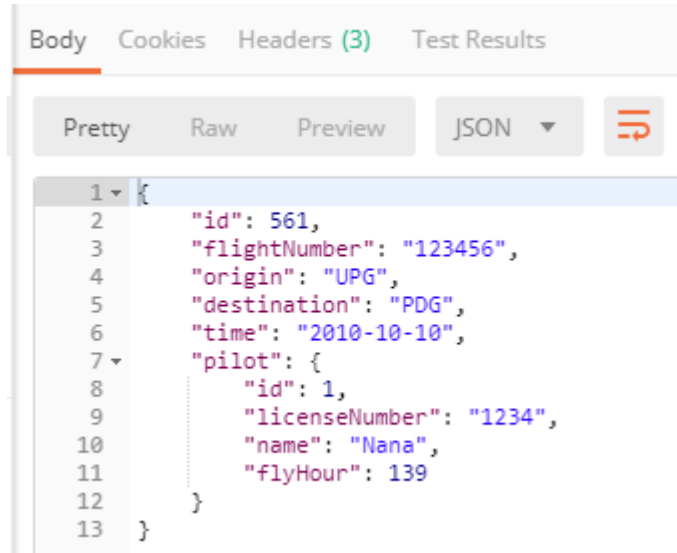 Body Cookies Headers (3) Test Results
Pretty Raw Preview JSON
1 {
2 "id": 561,
3 "flightNumber": "123456",
4 "origin": "UPG",
5 "destination": "PDG",
6 "time": "2010-10-10",
7 "pilot": {
8 "id": 1,
9 "licenseNumber": "1234",
10 "name": "Nana",
11 "flyHour": 139
12 }
13 }